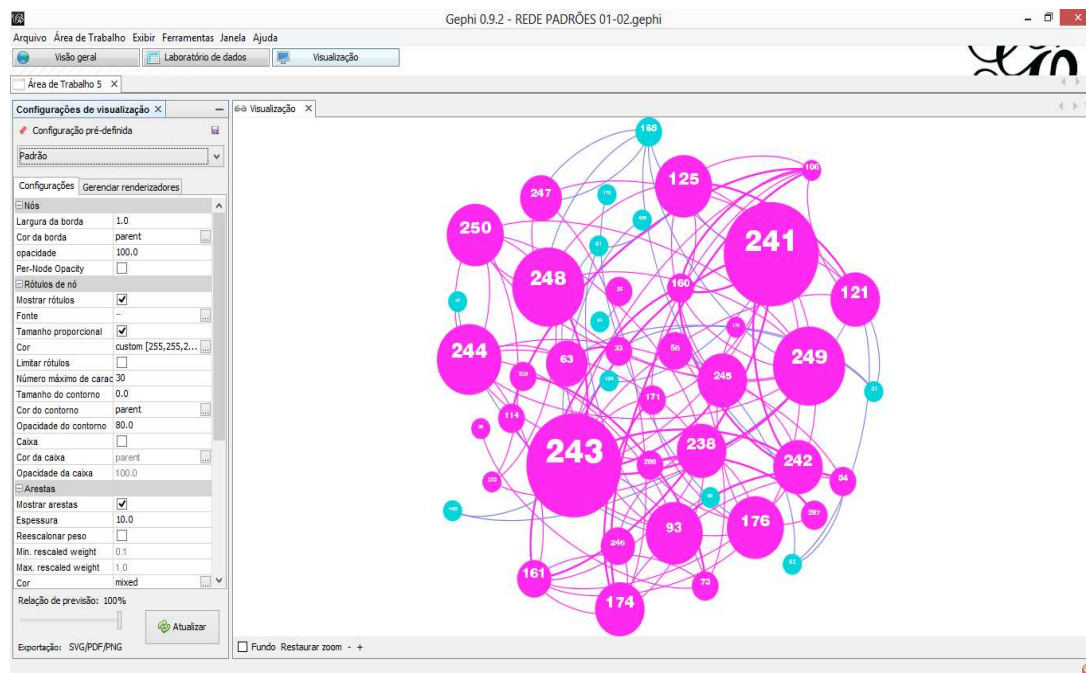 Gephi 0.9.2 - REDE PADRÕES 01-02.gephi
Arquivo Área de Trabalho Exibir Ferramentas Janela Ajuda
Visão geral Laboratório de dados Visualização
Área de Trabalho 5 X
Configurações de visualização X
Visualização X
Configuração pré-definida
Padrão
Configurações Gerenciar renderizadores
Nós
Largura da borda 1.0
Cor da borda parent ...
opacidade 100.0
Per-Node Opacity
Rótulos de nó
Mostrar rótulos
Fonte -- ...
Tamanho proporcional
Cor custom [255,255,2... ...
Limitar rótulos
Número máximo de carac 30
Tamanho do contorno 0.0
Cor do contorno parent ...
Opacidade do contorno 80.0
Caixa
Cor da caixa parent ...
Opacidade da caixa 100.0
Arestas
Mostrar arestas
Espessura 10.0
Reescalonar peso
Min. rescaled weight 0.1
Max. rescaled weight 1.0
Cor mixed ...
Relação de previsão: 100%
Atualizar
Exportação: SVG/PDF/PNG
Fundo Restaurar zoom - +
168
125
106
247
250
241
248
160
121
244
63
33
56
249
245
171
114
243
238
242
54
206
207
93
176
246
161
73
174